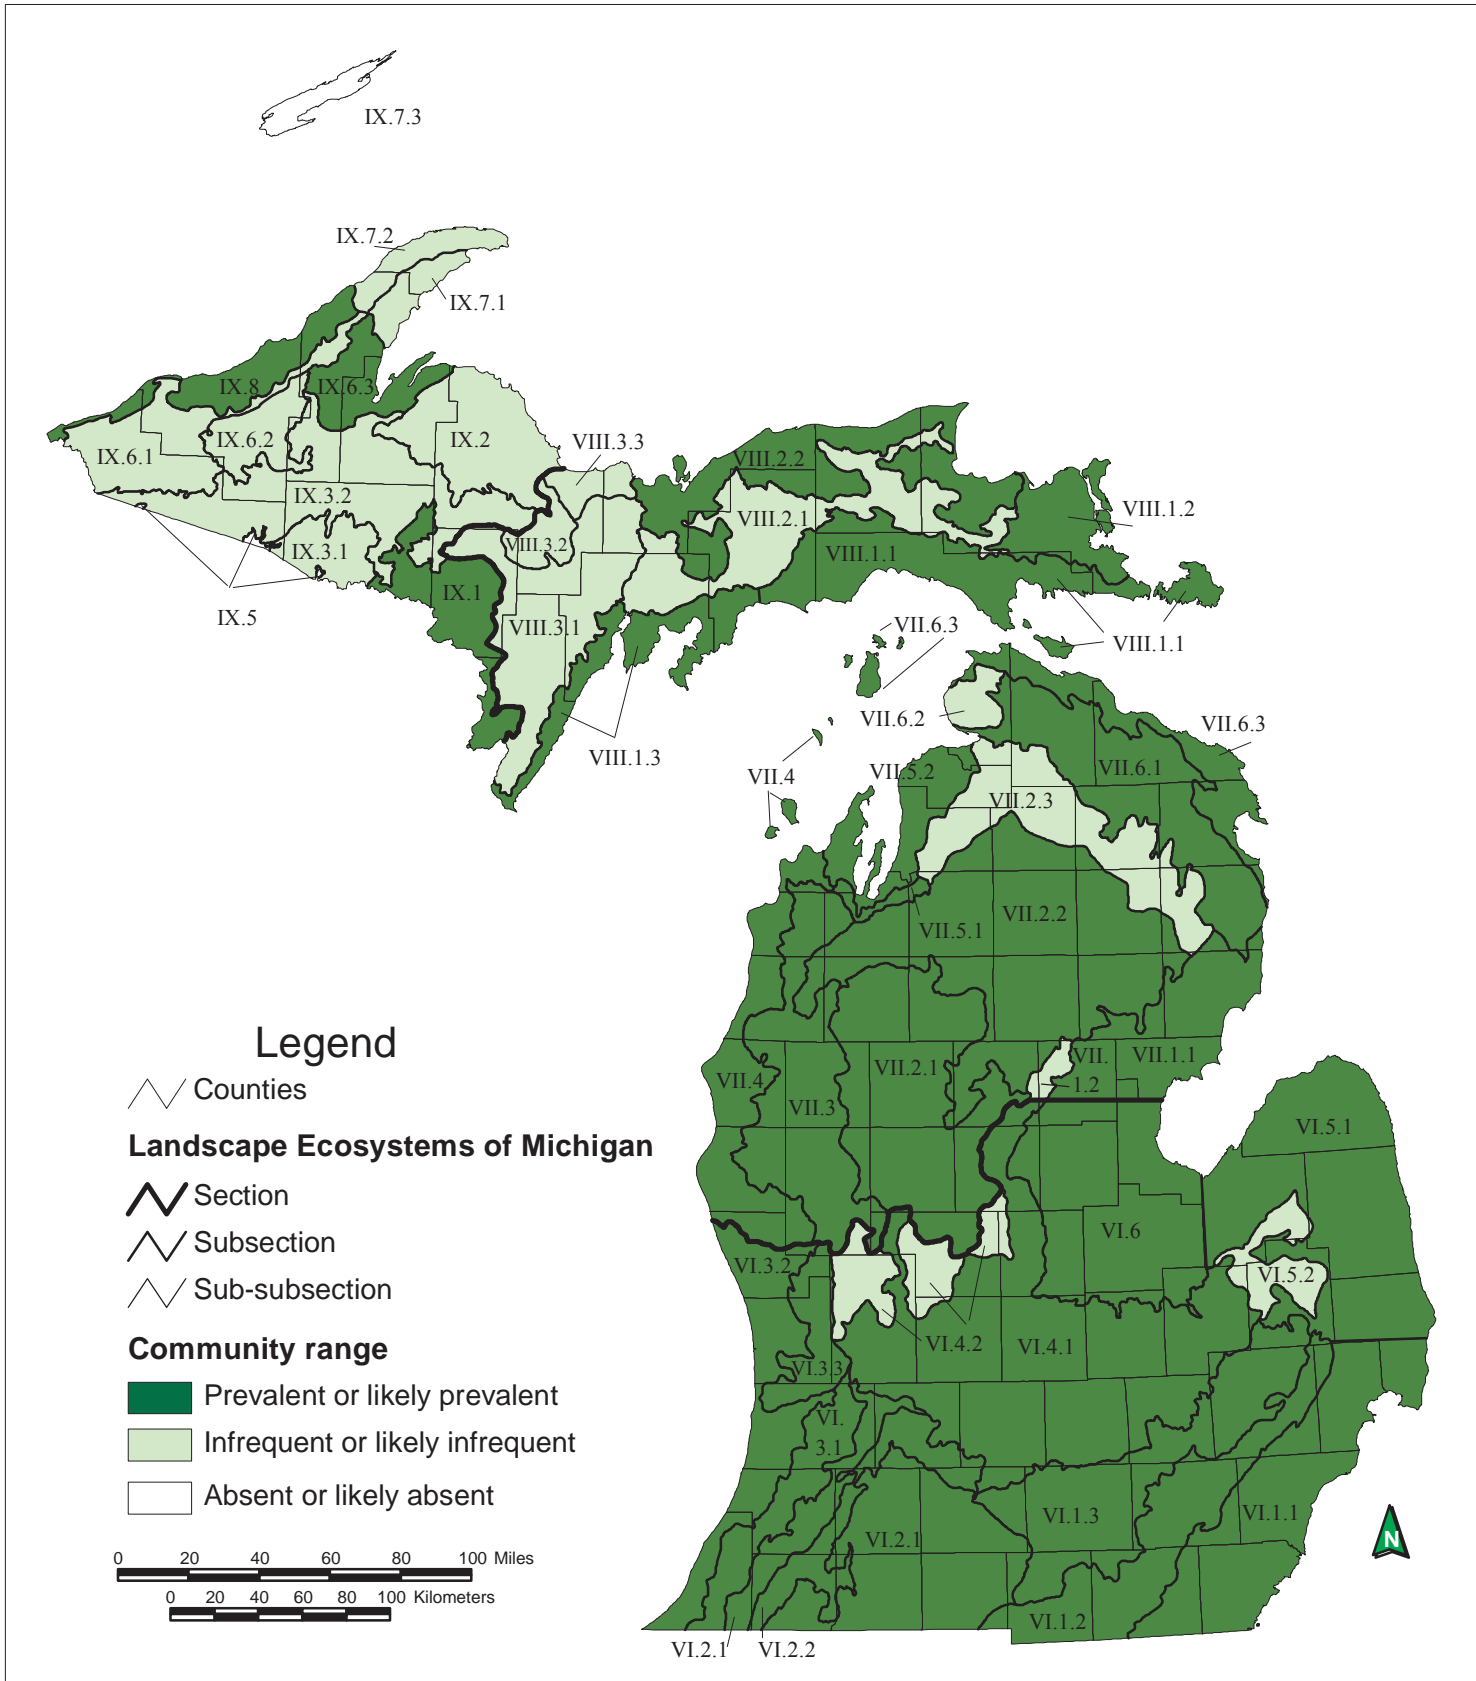 IX.7.3
IX.7.2
IX.7.1
IX.8
IX.6.3
IX.6.2
IX.2
VIII.3.3
IX.6.1
VIII.2.2
IX.3.2
VIII.2.1
VIII.1.2
IX.3.1
VIII.3.2
VIII.1.1
IX.1
IX.5
VIII.3.1
VII.6.3
VIII.1.1
VII.6.2
VII.6.3
VIII.1.3
VII.4
VII.5.2
VII.6.1
VII.2.3
VII.2.2
VII.5.1
Legend
Counties
Landscape Ecosystems of Michigan
Section
Subsection
Sub-subsection
Community range
Prevalent or likely prevalent
Infrequent or likely infrequent
Absent or likely absent
0 20 40 60 80 100 Miles
0 20 40 60 80 100 Kilometers
VII.4
VII.3
VII.2.1
VII.
1.2
VII.1.1
VI.5.1
VI.6
VI.3.2
VI.5.2
VI.4.2
VI.4.1
VI.3.3
VI.
3.1
VI.1.3
VI.1.1
VI.2.1
N
VI.1.2
VI.2.1
VI.2.2